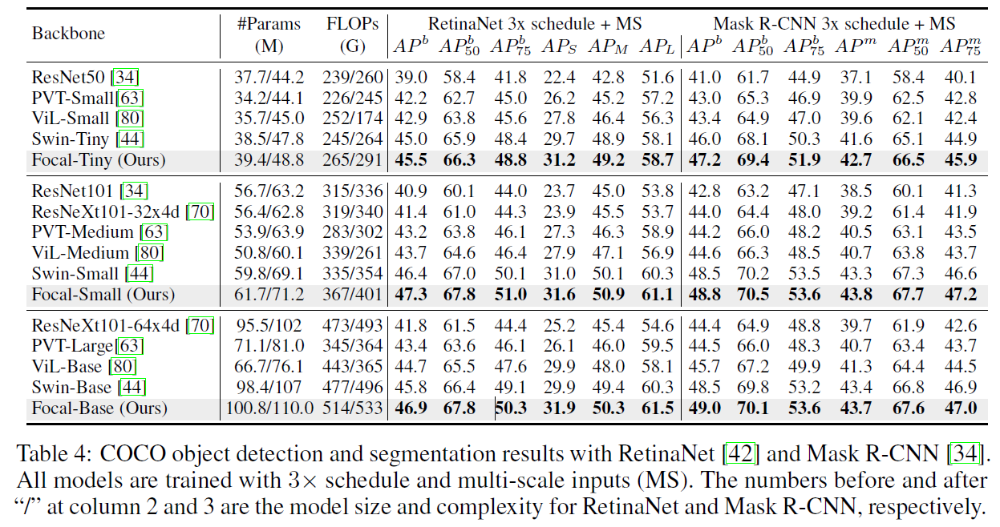 Backbone #Params FLOPs RetinaNet 3x schedule + MS Mask R-CNN 3x schedule + MS
(M) (G) AP^b AP^b_50 AP^b_75 AP_S AP_M AP_L AP^b AP^b_50 AP^b_75 AP^m AP^m_50 AP^m_75
ResNet50 [34] 37.7/44.2 239/260 39.0 58.4 41.8 22.4 42.8 51.6 41.0 61.7 44.9 37.1 58.4 40.1
PVT-Small[63] 34.2/44.1 226/245 42.2 62.7 45.0 26.2 45.2 57.2 43.0 65.3 46.9 39.9 62.5 42.8
ViL-Small [80] 35.7/45.0 252/174 42.9 63.8 45.6 27.8 46.4 56.3 43.4 64.9 47.0 39.6 62.1 42.4
Swin-Tiny [44] 38.5/47.8 245/264 45.0 65.9 48.4 29.7 48.9 58.1 46.0 68.1 50.3 41.6 65.1 44.9
Focal-Tiny (Ours) 39.4/48.8 265/291 45.5 66.3 48.8 31.2 49.2 58.7 47.2 69.4 51.9 42.7 66.5 45.9
ResNet101 [34] 56.7/63.2 315/336 40.9 60.1 44.0 23.7 45.0 53.8 42.8 63.2 47.1 38.5 60.1 41.3
ResNeXt101-32x4d [70] 56.4/62.8 319/340 41.4 61.0 44.3 23.9 45.5 53.7 44.0 64.4 48.0 39.2 61.4 41.9
PVT-Medium [63] 53.9/63.9 283/302 43.2 63.8 46.1 27.3 46.3 58.9 44.2 66.0 48.2 40.5 63.1 43.5
ViL-Medium [80] 50.8/60.1 339/261 43.7 64.6 46.4 27.9 47.1 56.9 44.6 66.3 48.5 40.7 63.8 43.7
Swin-Small [44] 59.8/69.1 335/354 46.4 67.0 50.1 31.0 50.1 60.3 48.5 70.2 53.5 43.3 67.3 46.6
Focal-Small (Ours) 61.7/71.2 367/401 47.3 67.8 51.0 31.6 50.9 61.1 48.8 70.5 53.6 43.8 67.7 47.2
ResNeXt101-64x4d [70] 95.5/102 473/493 41.8 61.5 44.4 25.2 45.4 54.6 44.4 64.9 48.8 39.7 61.9 42.6
PVT-Large[63] 71.1/81.0 345/364 43.4 63.6 46.1 26.1 46.0 59.5 44.5 66.0 48.3 40.7 63.4 43.7
ViL-Base [80] 66.7/76.1 443/365 44.7 65.5 47.6 29.9 48.0 58.1 45.7 67.2 49.9 41.3 64.4 44.5
Swin-Base [44] 98.4/107 477/496 45.8 66.4 49.1 29.9 49.4 60.3 48.5 69.8 53.2 43.4 66.8 46.9
Focal-Base (Ours) 100.8/110.0 514/533 46.9 67.8 50.3 31.9 50.3 61.5 49.0 70.1 53.6 43.7 67.6 47.0
Table 4: COCO object detection and segmentation results with RetinaNet [42] and Mask R-CNN [34].
All models are trained with 3× schedule and multi-scale inputs (MS). The numbers before and after
“/” at column 2 and 3 are the model size and complexity for RetinaNet and Mask R-CNN, respectively.